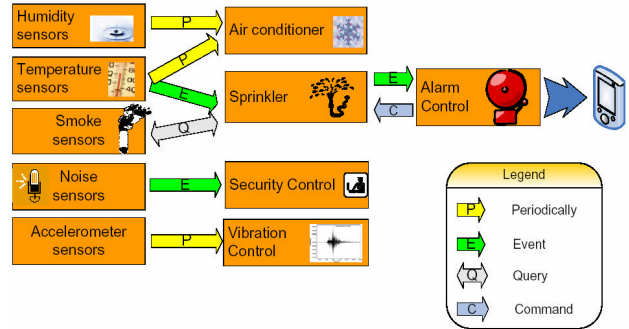 Humidity
sensors
P
Air conditioner
Temperature
sensors
P
E
Sprinkler
E
C
Alarm
Control
Smoke
sensors
Q
Noise
sensors
E
Security Control
Accelerometer
sensors
P
Vibration
Control
Legend
P
Periodically
E
Event
Q
Query
C
Command